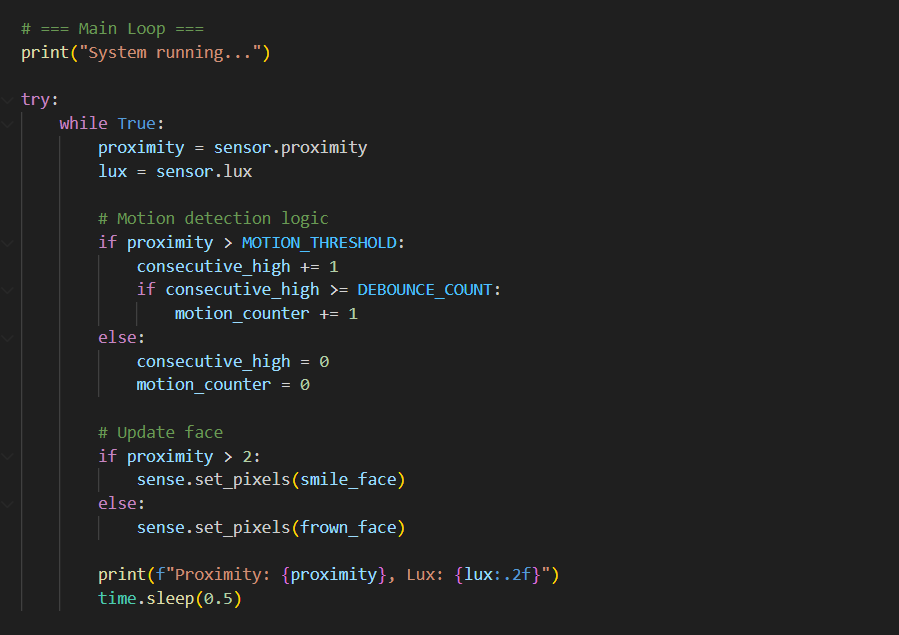 # === Main Loop ===
print("System running...")
try:
    while True:
        proximity = sensor.proximity
        lux = sensor.lux
        # Motion detection logic
        if proximity > MOTION_THRESHOLD:
            consecutive_high += 1
            if consecutive_high >= DEBOUNCE_COUNT:
                motion_counter += 1
        else:
            consecutive_high = 0
            motion_counter = 0
        # Update face
        if proximity > 2:
            sense.set_pixels(smile_face)
        else:
            sense.set_pixels(frown_face)
        print(f"Proximity: {proximity}, Lux: {lux:.2f}")
        time.sleep(0.5)